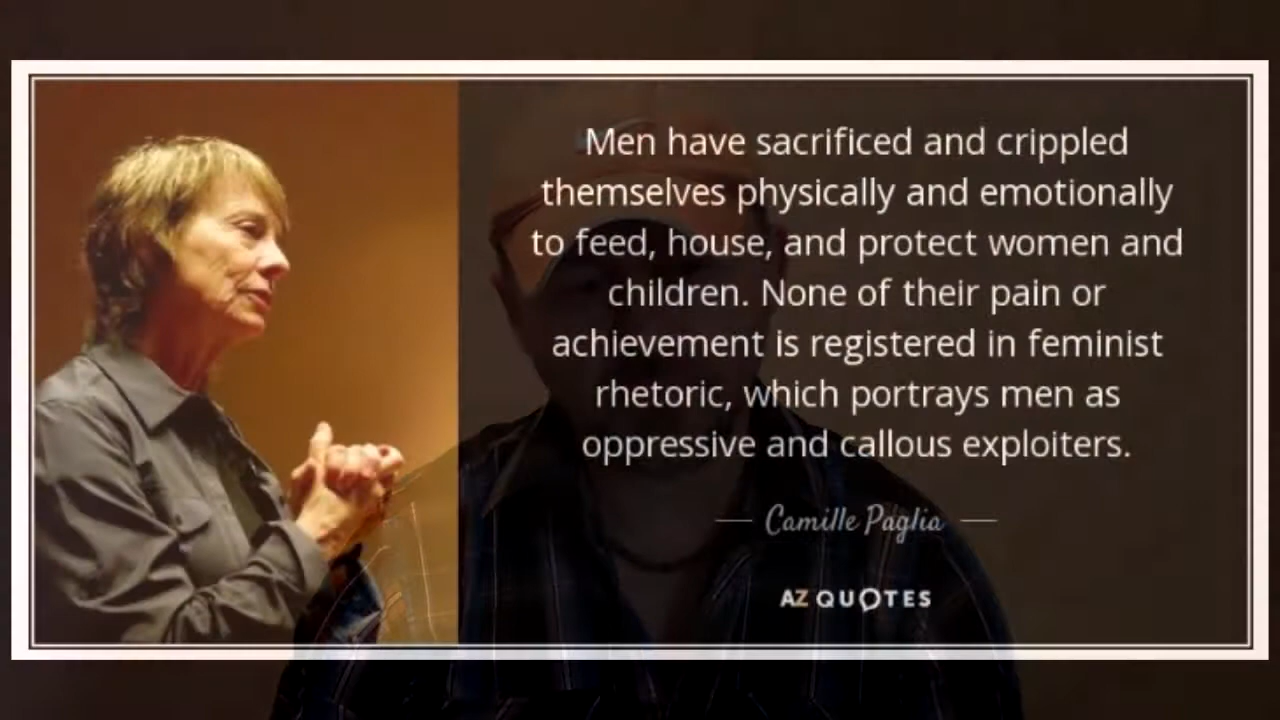 Men have sacrificed and crippled
themselves physically and emotionally
to feed, house, and protect women and
children. None of their pain or
achievement is registered in feminist
rhetoric, which portrays men as
oppressive and callous exploiters.
Camille Paglia
AZ QUOTES